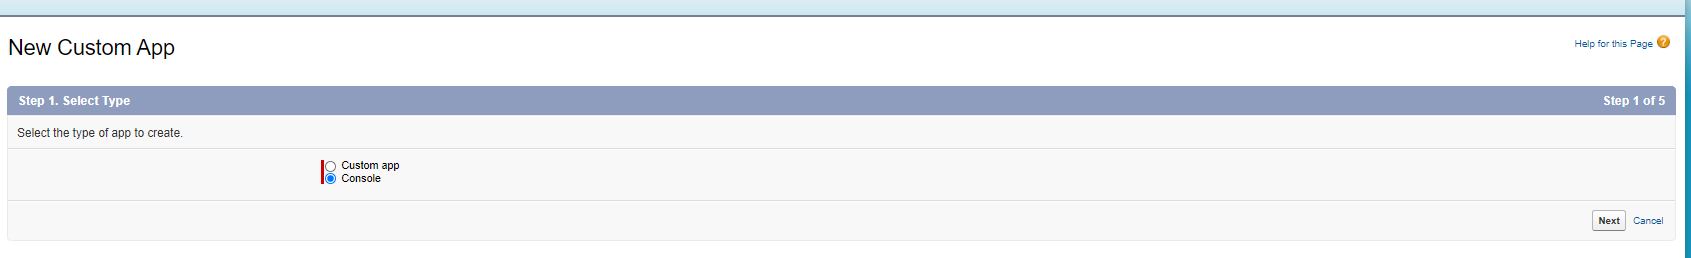 New Custom App
Help for this Page ?
Step 1. Select Type
Step 1 of 5
Select the type of app to create.
Custom app
Console
Next
Cancel